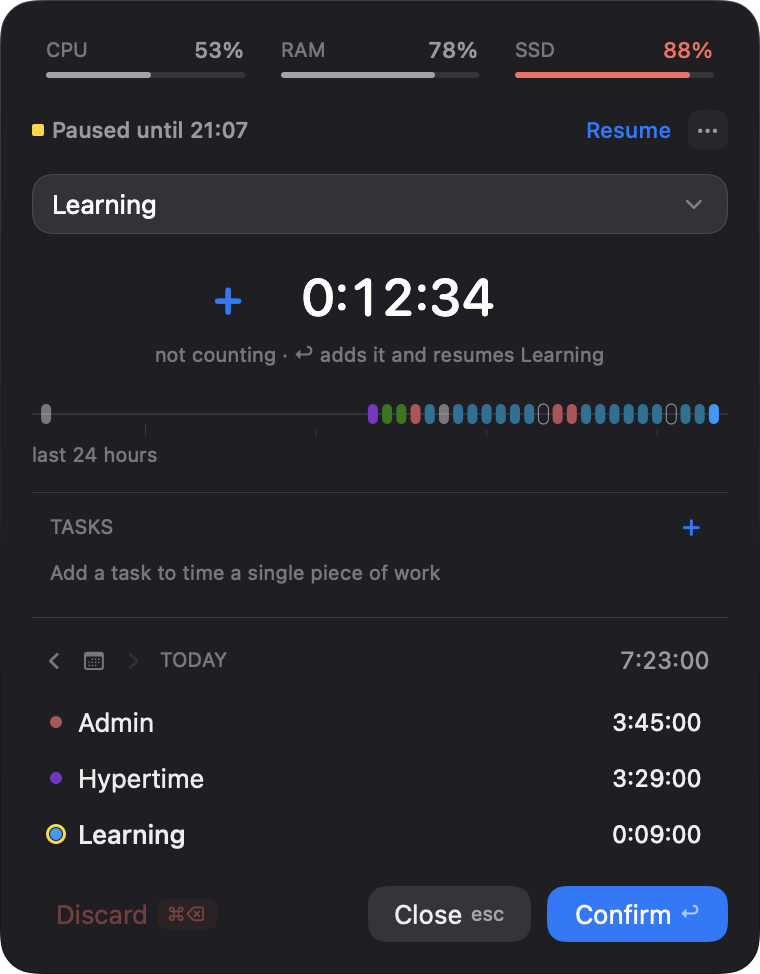 CPU 53% RAM 78% SSD 88%
Paused until 21:07 Resume ···
Learning
+ 0:12:34
not counting · ↩ adds it and resumes Learning
last 24 hours
TASKS +
Add a task to time a single piece of work
TODAY 7:23:00
Admin 3:45:00
Hypertime 3:29:00
Learning 0:09:00
Discard ⌘⌫ Close esc Confirm ↩